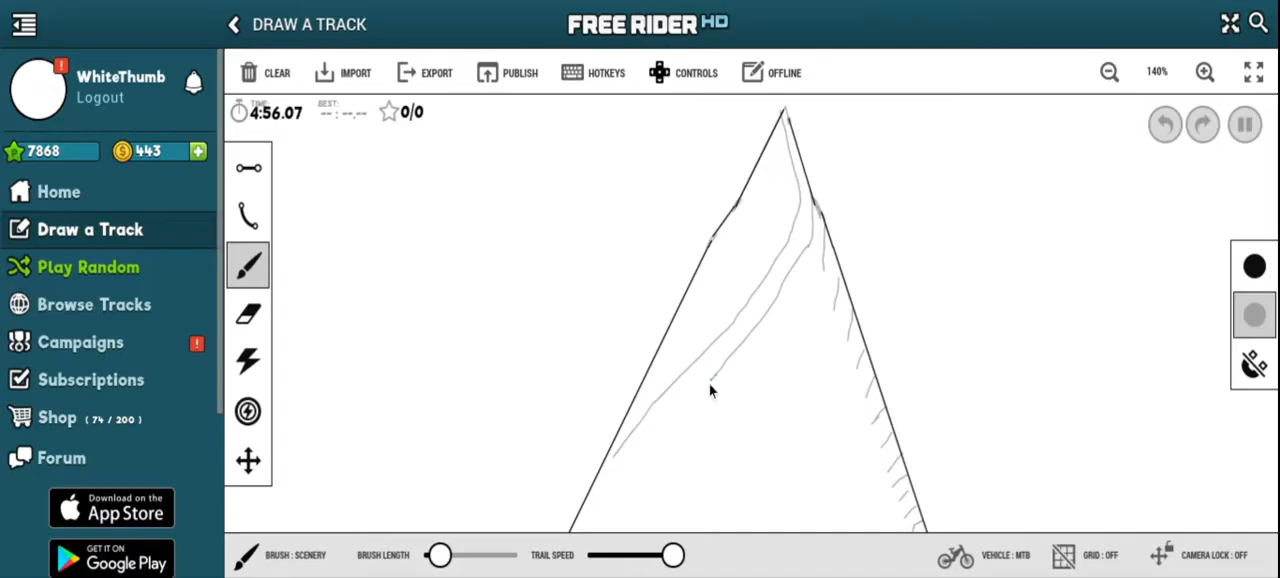 DRAW A TRACK
FREE RIDER HD
WhiteThumb
Logout
!
7868
443
Home
Draw a Track
Play Random
Browse Tracks
Campaigns
!
Subscriptions
Shop ( 74 / 200 )
Forum
Download on the
App Store
GET IT ON
Google Play
CLEAR
IMPORT
EXPORT
PUBLISH
HOTKEYS
CONTROLS
OFFLINE
140%
TIME:
4:56.07
BEST:
-- : --.--
0/0
BRUSH : SCENERY
BRUSH LENGTH
TRAIL SPEED
VEHICLE : MTB
GRID : OFF
CAMERA LOCK : OFF